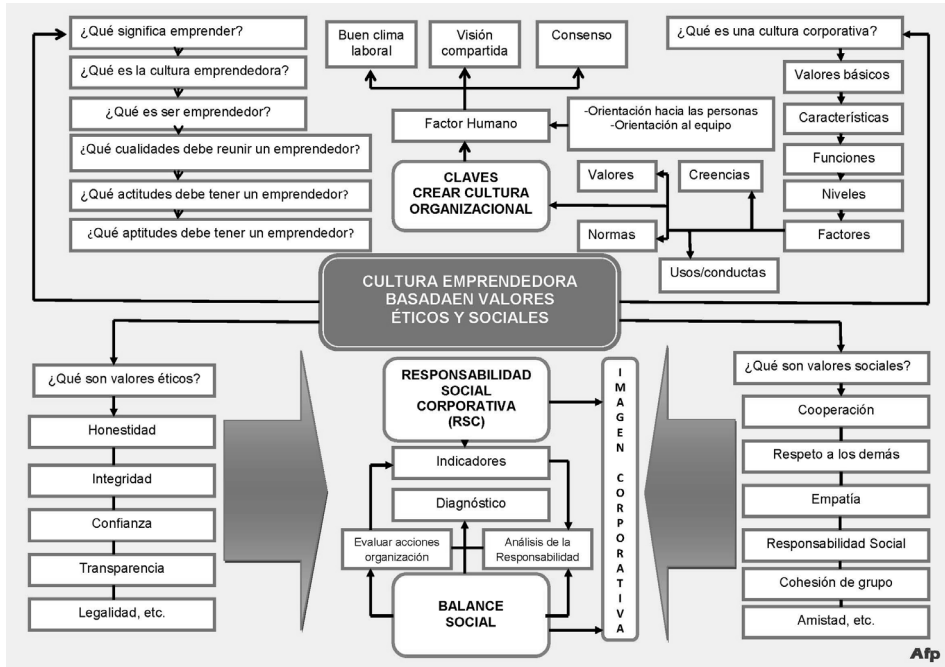 ¿Qué significa emprender?
¿Qué es la cultura emprendedora?
¿Qué es ser emprendedor?
¿Qué cualidades debe reunir un emprendedor?
¿Qué actitudes debe tener un emprendedor?
¿Qué aptitudes debe tener un emprendedor?
Buen clima
laboral
Visión
compartida
Consenso
Factor Humano
-Orientación hacia las personas
-Orientación al equipo
CLAVES
CREAR CULTURA
ORGANIZACIONAL
Valores
Creencias
Normas
Usos/conductas
¿Qué es una cultura corporativa?
Valores básicos
Características
Funciones
Niveles
Factores
CULTURA EMPRENDEDORA
BASADAEN VALORES
ÉTICOS Y SOCIALES
¿Qué son valores éticos?
Honestidad
Integridad
Confianza
Transparencia
Legalidad, etc.
RESPONSABILIDAD
SOCIAL
CORPORATIVA
(RSC)
Indicadores
Diagnóstico
Evaluar acciones
organización
Análisis de la
Responsabilidad
BALANCE
SOCIAL
IMAGEN CORPORATIVA
¿Qué son valores sociales?
Cooperación
Respeto a los demás
Empatía
Responsabilidad Social
Cohesión de grupo
Amistad, etc.
Afp